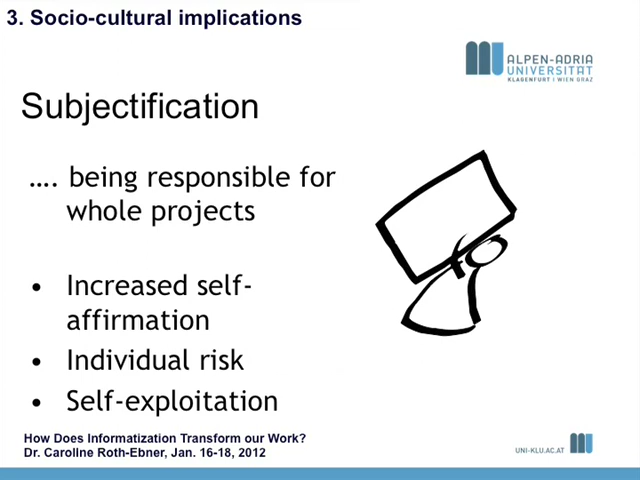 3. Socio-cultural implications
ALPEN-ADRIA
UNIVERSITÄT
KLAGENFURT I WIEN GRAZ
Subjectification
.... being responsible for
whole projects
• Increased self-
affirmation
• Individual risk
• Self-exploitation
How Does Informatization Transform our Work?
Dr. Caroline Roth-Ebner, Jan. 16-18, 2012
UNI-KLU.AC.AT